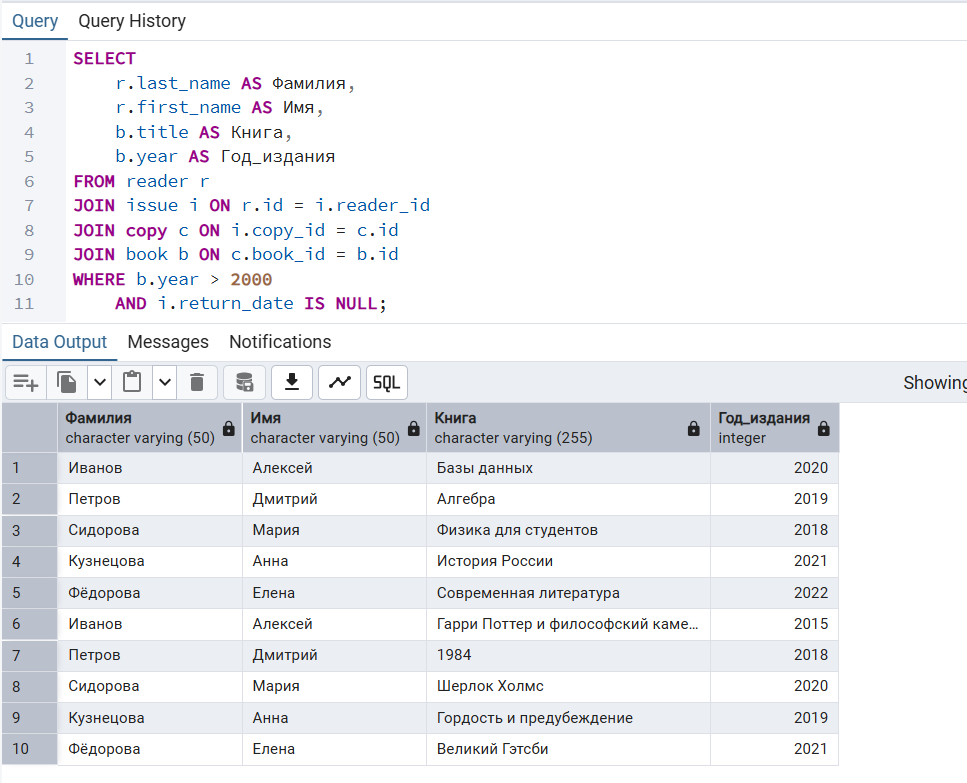 Query Query History
1 SELECT
2 r.last_name AS Фамилия,
3 r.first_name AS Имя,
4 b.title AS Книга,
5 b.year AS Год_издания
6 FROM reader r
7 JOIN issue i ON r.id = i.reader_id
8 JOIN copy c ON i.copy_id = c.id
9 JOIN book b ON c.book_id = b.id
10 WHERE b.year > 2000
11 AND i.return_date IS NULL;
Data Output Messages Notifications
SQL Showing
Фамилия Имя Книга Год_издания
character varying (50) character varying (50) character varying (255) integer
1 Иванов Алексей Базы данных 2020
2 Петров Дмитрий Алгебра 2019
3 Сидорова Мария Физика для студентов 2018
4 Кузнецова Анна История России 2021
5 Фёдорова Елена Современная литература 2022
6 Иванов Алексей Гарри Поттер и философский каме... 2015
7 Петров Дмитрий 1984 2018
8 Сидорова Мария Шерлок Холмс 2020
9 Кузнецова Анна Гордость и предубеждение 2019
10 Фёдорова Елена Великий Гэтсби 2021